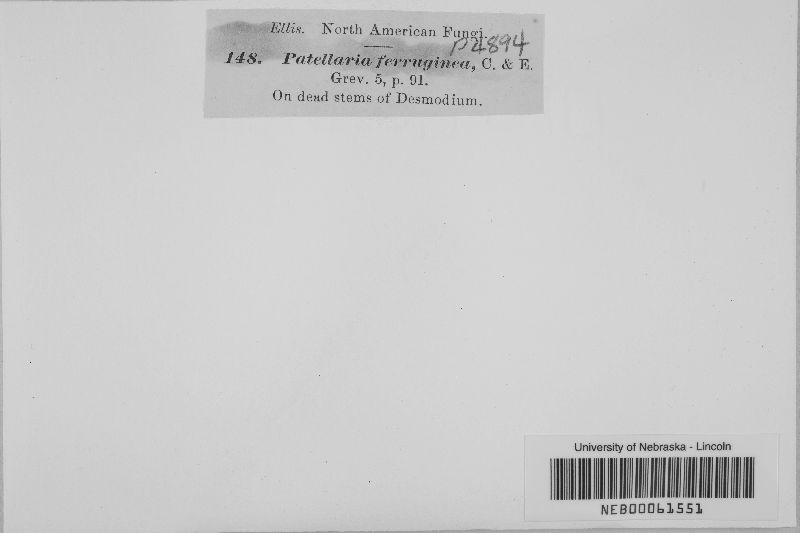 Ellis. North American Fungi.
p4894
148. Patellaria ferruginea, C. & E.
Grev. 5, p. 91.
On dead stems of Desmodium.
University of Nebraska - Lincoln
NEB00061551